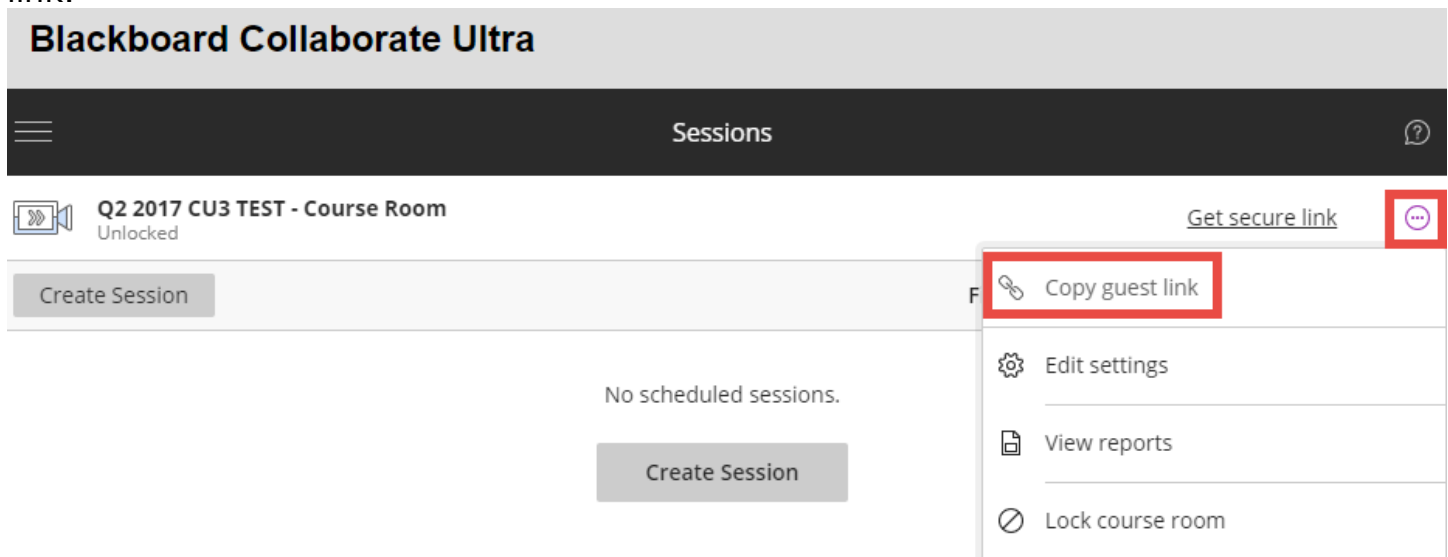 link.
Blackboard Collaborate Ultra
Sessions
Q2 2017 CU3 TEST - Course Room
Unlocked
Get secure link
Create Session
F
Copy guest link
Edit settings
No scheduled sessions.
View reports
Create Session
Lock course room